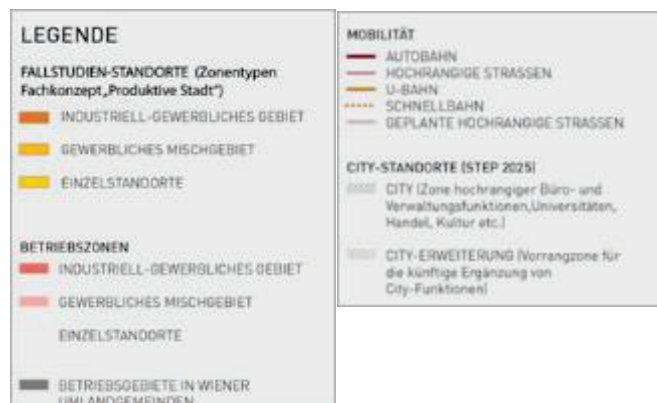 LEGENDE
FALLSTUDIEN-STANDORTE (Zonentypen
Fachkonzept„Produktive Stadt")
INDUSTRIELL-GEWERBLICHES GEBIET
GEWERBLICHES MISCHGEBIET
EINZELSTANDORTE
BETRIEBSZONEN
INDUSTRIELL-GEWERBLICHES GEBIET
GEWERBLICHES MISCHGEBIET
EINZELSTANDORTE
BETRIEBSGEBIETE IN WIENER
UMLANDGEMEINDEN
MOBILITÄT
AUTOBAHN
HOCHRANGIGE STRASSEN
U-BAHN
SCHNELLBAHN
GEPLANTE HOCHRANGIGE STRASSEN
CITY-STANDORTE (STEP 2025)
CITY (Zone hochrangiger Büro- und
Verwaltungsfunktionen,Universitäten,
Handel, Kultur etc.)
CITY-ERWEITERUNG (Vorrangzone für
die künftige Ergänzung von
City-Funktionen)